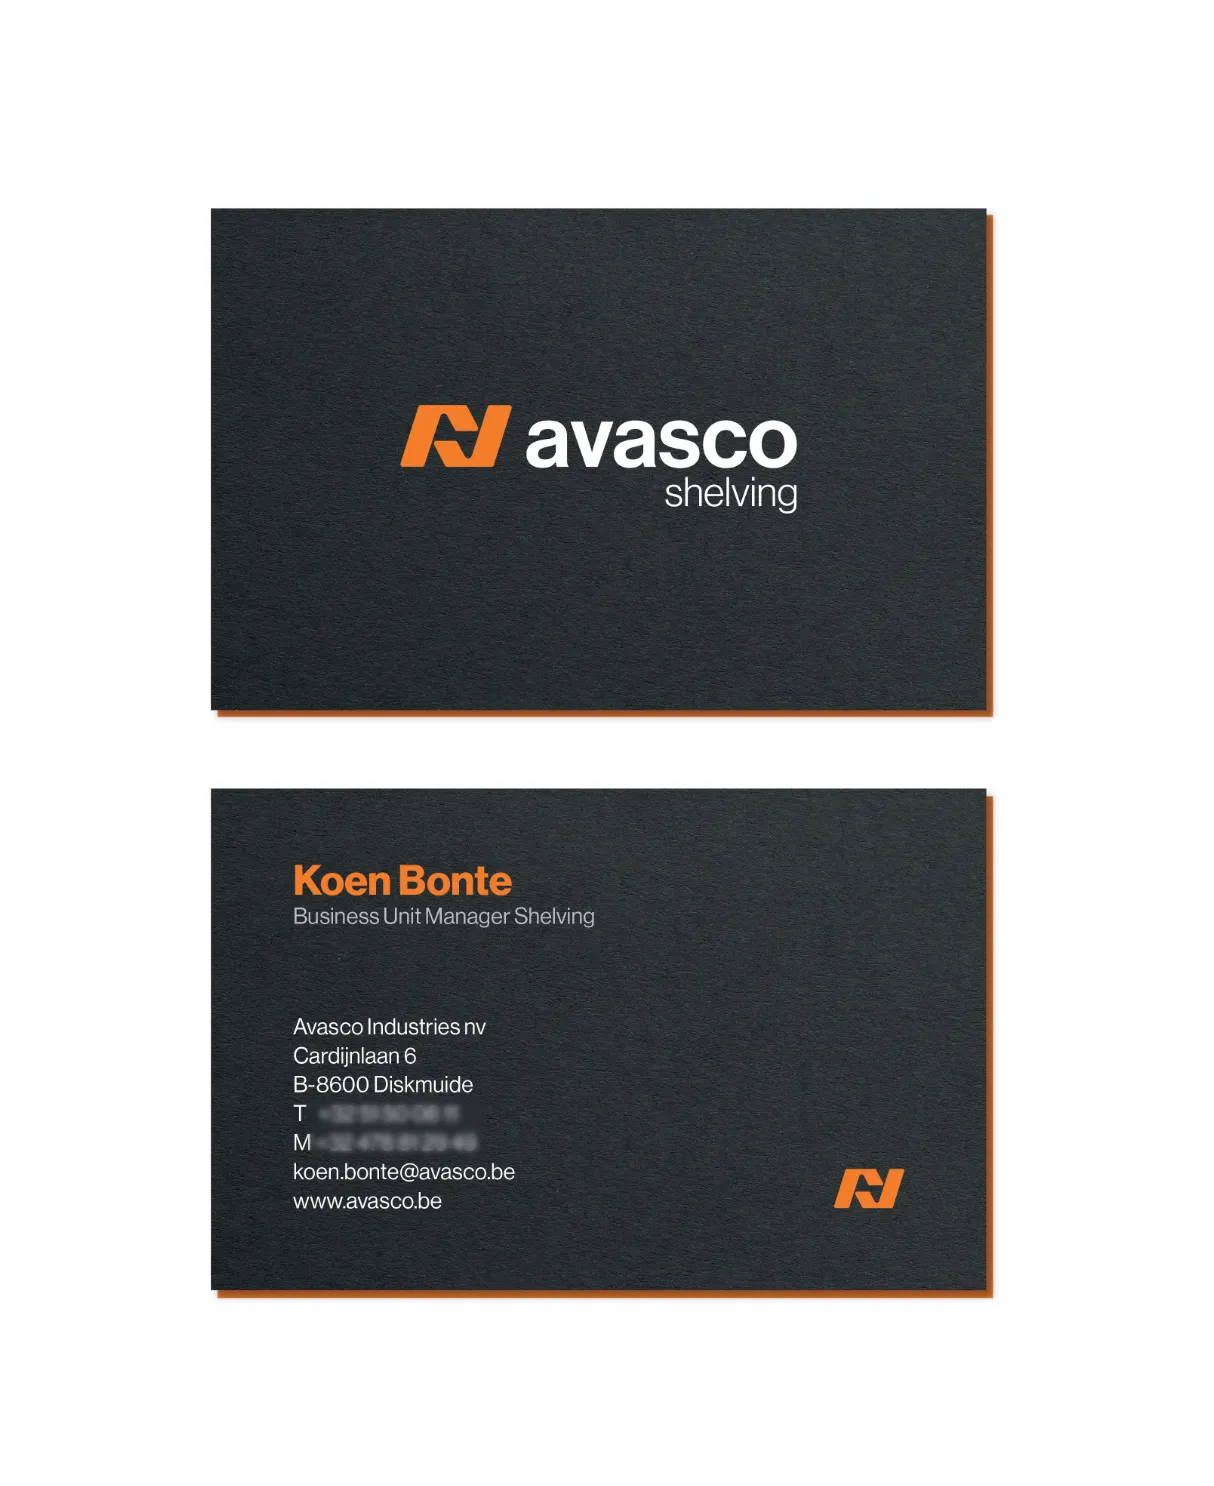 avasco
shelving
Koen Bonte
Business Unit Manager Shelving
Avasco Industries nv
Cardijnlaan 6
B-8600 Diskmuide
T
M
koen.bonte@avasco.be
www.avasco.be